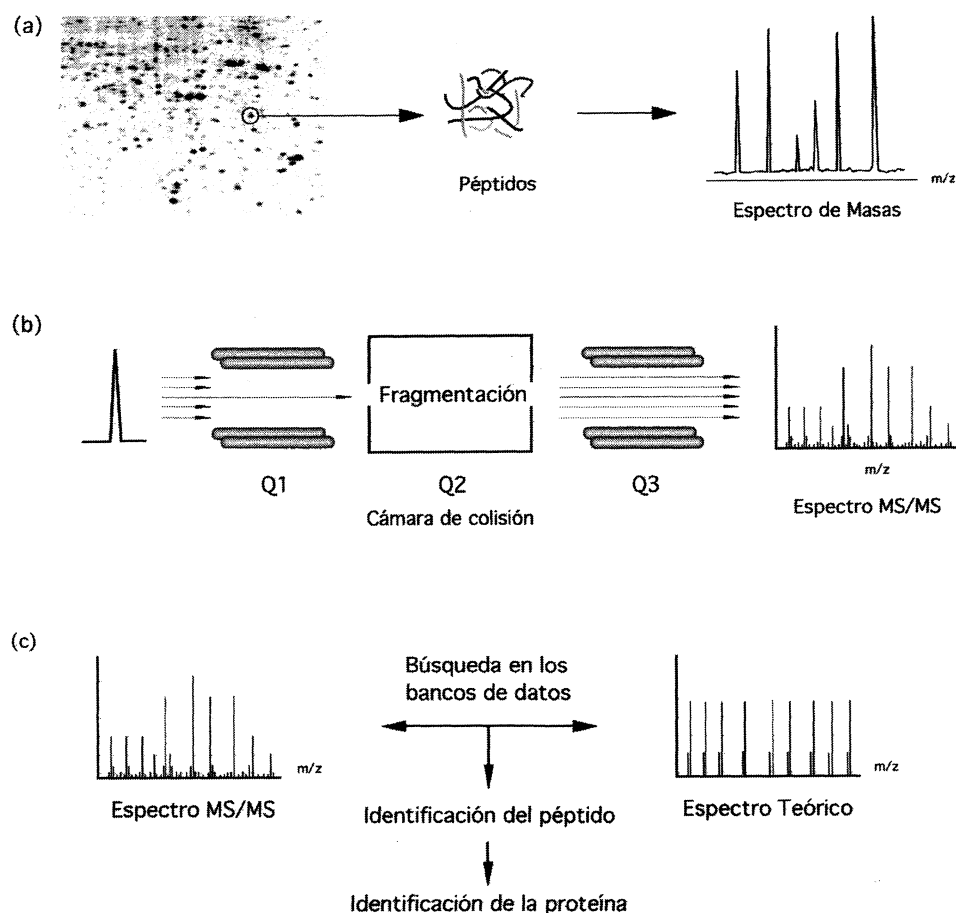 (a)
Péptidos
m/z
Espectro de Masas
(b)
Fragmentación
Q1
Q2
Q3
m/z
Cámara de colisión
Espectro MS/MS
(c)
Búsqueda en los
bancos de datos
m/z
m/z
Espectro MS/MS
Identificación del péptido
Espectro Teórico
Identificación de la proteína